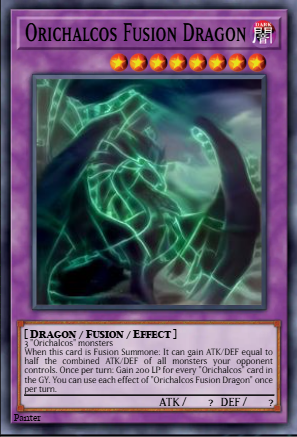 Orichalcos Fusion Dragon
DARK
闇
[ Dragon / Fusion / Effect ]
3 "Orichalcos" monsters
When this card is Fusion Summone: It can gain ATK/DEF equal to
half the combined ATK/DEF of all monsters your opponent
controls. Once per turn: Gain 200 LP for every "Orichalcos" card in
the GY. You can use each effect of "Orichalcos Fusion Dragon" once
per turn.
ATK / ? DEF / ?
Panter